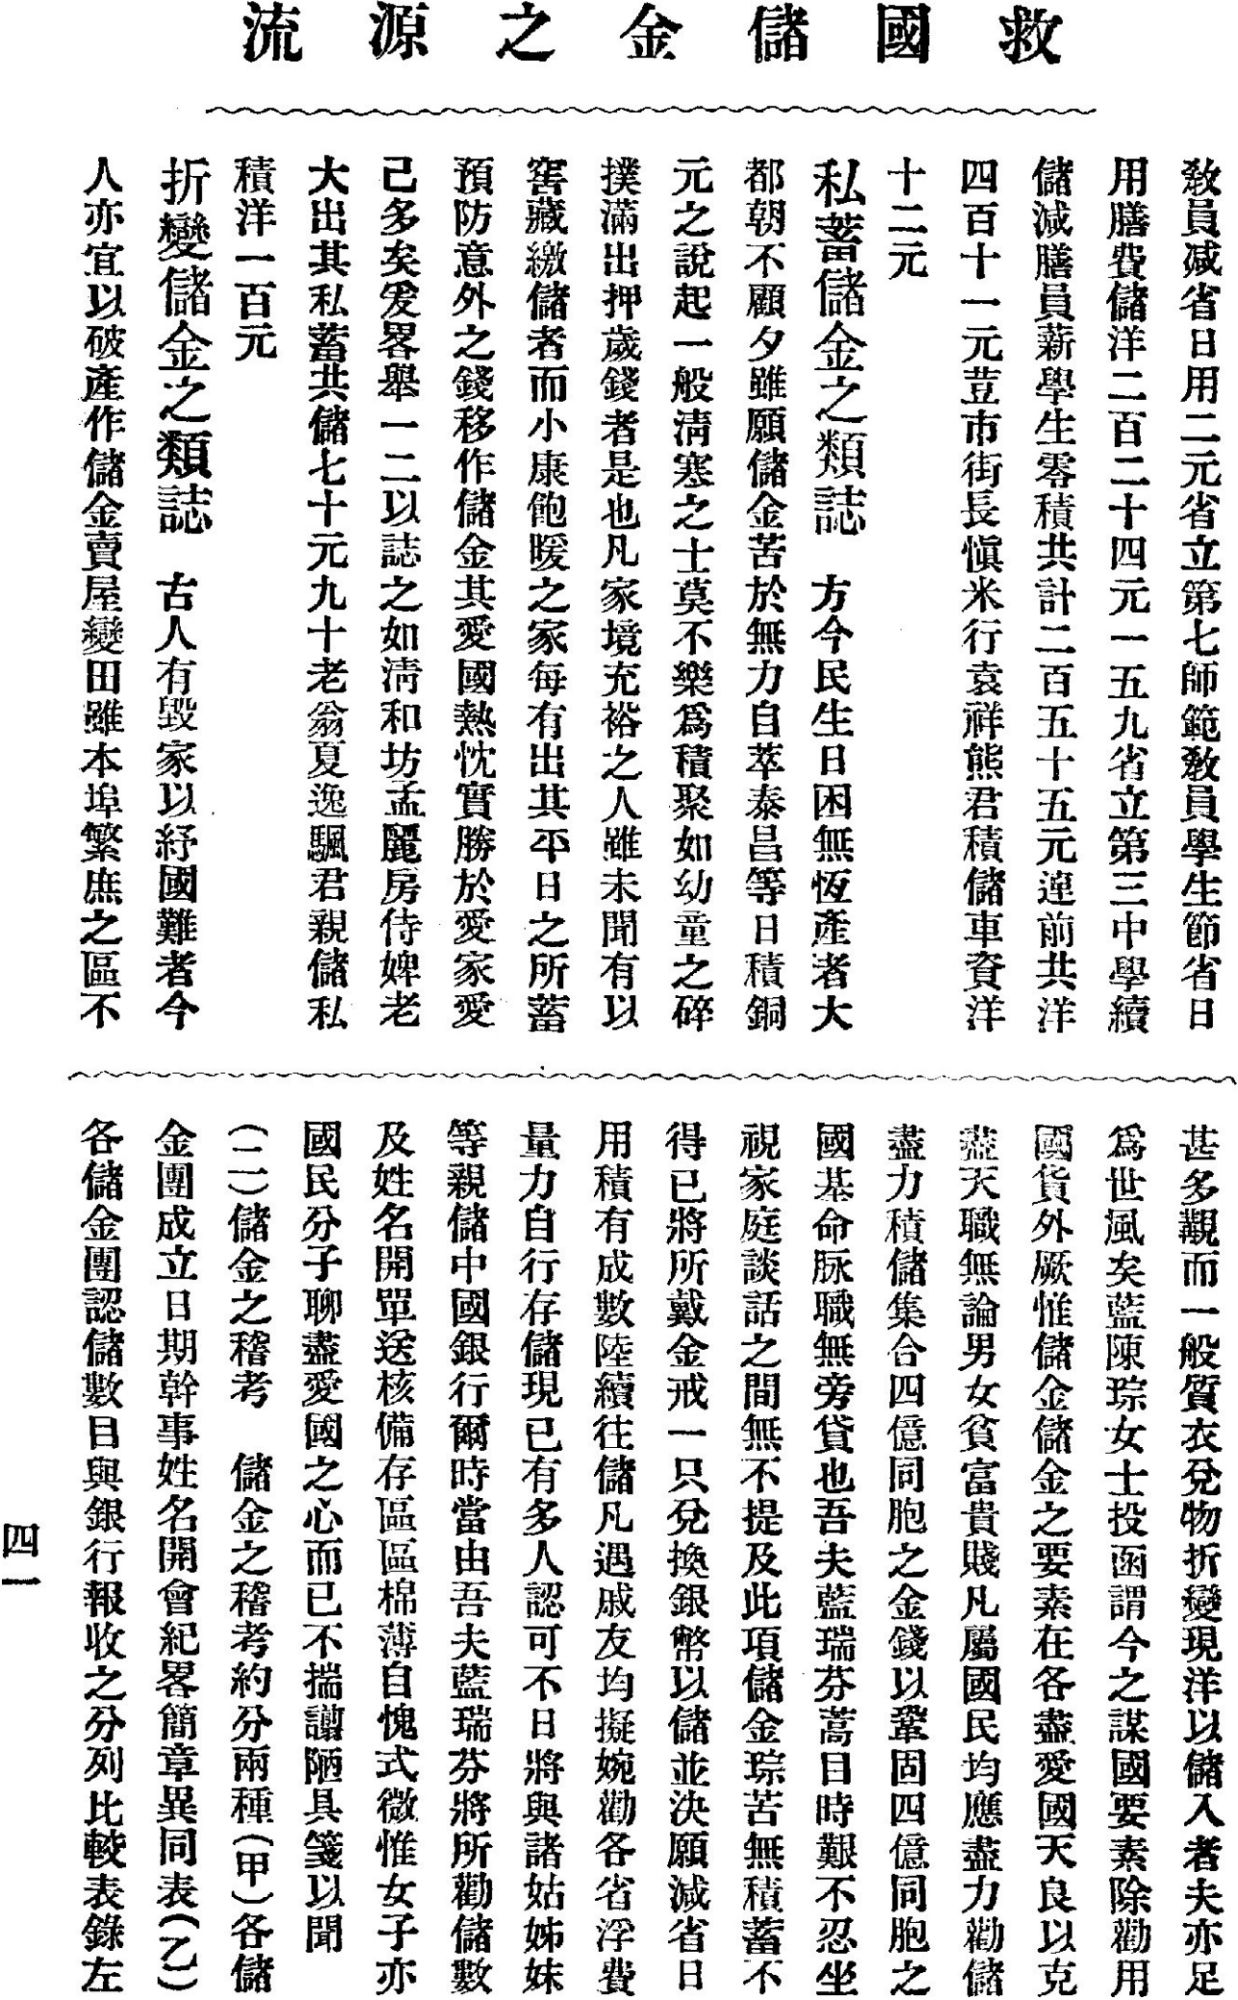 救國儲金之源流
敎員減省日用二元省立第七師範敎員學生節省日
用膳費儲洋二百二十四元一五九省立第三中學續
儲減膳員薪學生零積共計二百五十五元連前共洋
四百十一元荳市街長愼米行袁祥熊君積儲車資洋
十二元
私蓄儲金之類誌　方今民生日困無恆產者大
都朝不顧夕雖願儲金苦於無力自萃泰昌等日積銅
元之說起一般淸寒之士莫不樂爲積聚如幼童之碎
撲滿出押歲錢者是也凡家境充裕之人雖未聞有以
窖藏繳儲者而小康飽暖之家每有出其平日之所蓄
預防意外之錢移作儲金其愛國熱忱實勝於愛家愛
己多矣爰畧舉一二以誌之如淸和坊孟麗房侍婢老
大出其私蓄共儲七十元九十老翁夏逸颿君親儲私
積洋一百元
折變儲金之類誌　古人有毀家以紓國難者今
人亦宜以破產作儲金賣屋變田雖本埠繁庶之區不
甚多覯而一般質衣兌物折變現洋以儲入者夫亦足
爲世風矣藍陳琮女士投函謂今之謀國要素除勸用
國貨外厥惟儲金儲金之要素在各盡愛國天良以克
盡天職無論男女貧富貴賤凡屬國民均應盡力勸儲
盡力積儲集合四億同胞之金錢以鞏固四億同胞之
國基命脉職無旁貸也吾夫藍瑞芬蒿目時艱不忍坐
視家庭談話之間無不提及此項儲金琮苦無積蓄不
得已將所戴金戒一只兌換銀幣以儲並決願減省日
用積有成數陸續往儲凡遇戚友均擬婉勸各省浮費
量力自行存儲現已有多人認可不日將與諸姑姊妹
等親儲中國銀行爾時當由吾夫藍瑞芬將所勸儲數
及姓名開單送核備存區區棉薄自愧式微惟女子亦
國民分子聊盡愛國之心而已不揣譾陋具箋以聞
(二)儲金之稽考　儲金之稽考約分兩種(甲)各儲
金團成立日期幹事姓名開會紀畧簡章異同表(乙)
各儲金團認儲數目與銀行報收之分列比較表錄左
四一